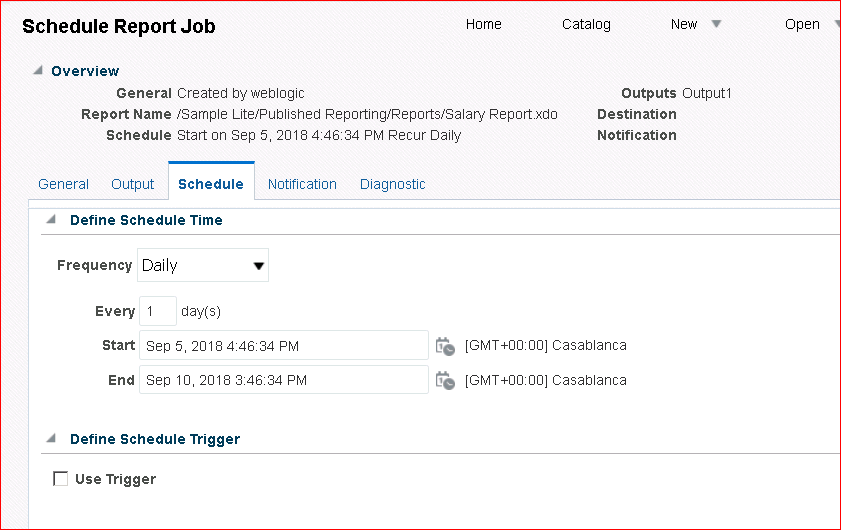 Schedule Report Job Home Catalog New Open
Overview
General Created by weblogic Outputs Output1
Report Name /Sample Lite/Published Reporting/Reports/Salary Report.xdo Destination
Schedule Start on Sep 5, 2018 4:46:34 PM Recur Daily Notification
General Output Schedule Notification Diagnostic
Define Schedule Time
Frequency Daily
Every 1 day(s)
Start Sep 5, 2018 4:46:34 PM [GMT+00:00] Casablanca
End Sep 10, 2018 3:46:34 PM [GMT+00:00] Casablanca
Define Schedule Trigger
Use Trigger